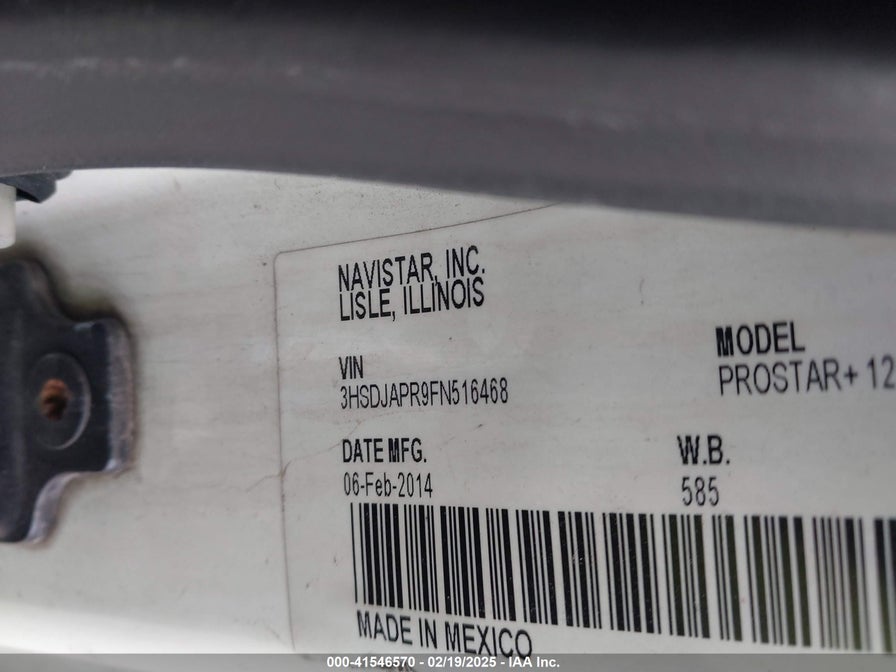 NAVISTAR, INC.
LISLE, ILLINOIS
VIN
3HSDJAPR9FN516468
MODEL
PROSTAR+ 12
DATE MFG.
06-Feb-2014
W.B.
585
MADE IN MEXICO
000-41546570 - 02/19/2025 - IAA Inc.